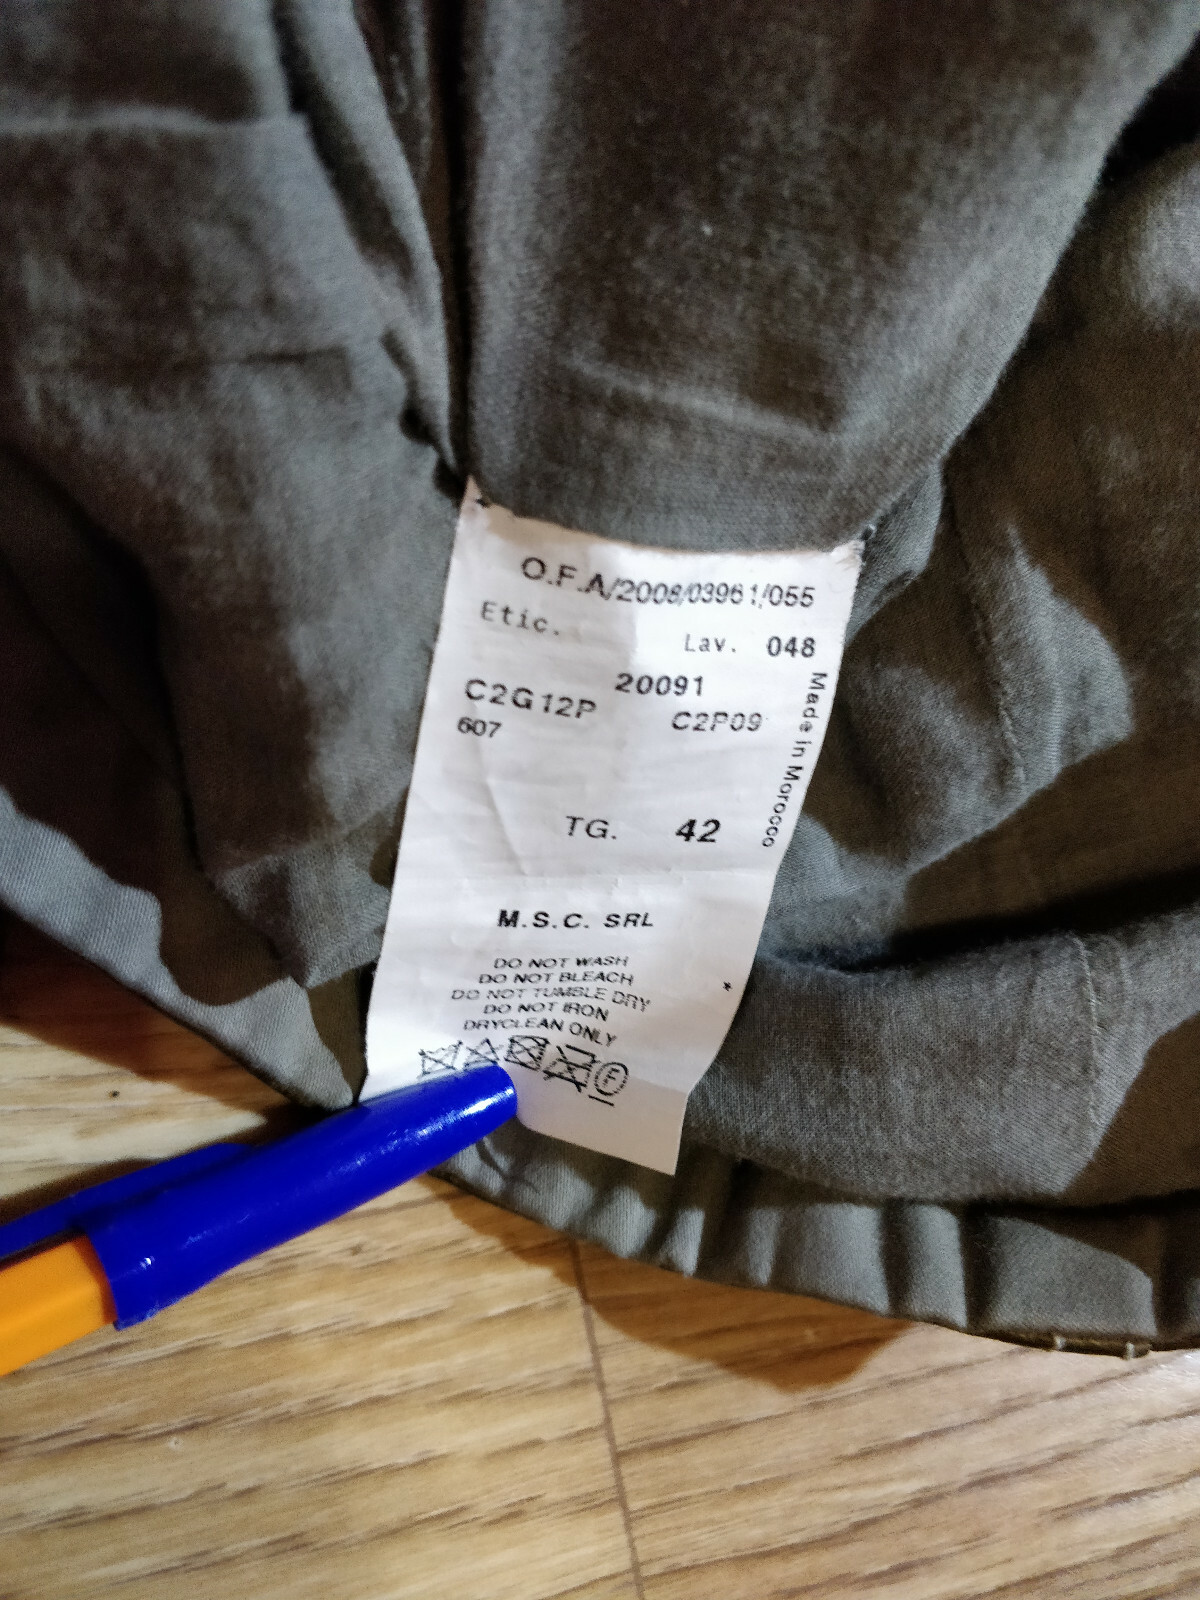 O.F.A/2008/03961/055
Etic.
Lav. 048
20091
C2G12P C2P09
607
TG. 42
Made in Morocco
M.S.C. SRL
DO NOT WASH
DO NOT BLEACH
DO NOT TUMBLE DRY
DO NOT IRON
DRYCLEAN ONLY
F